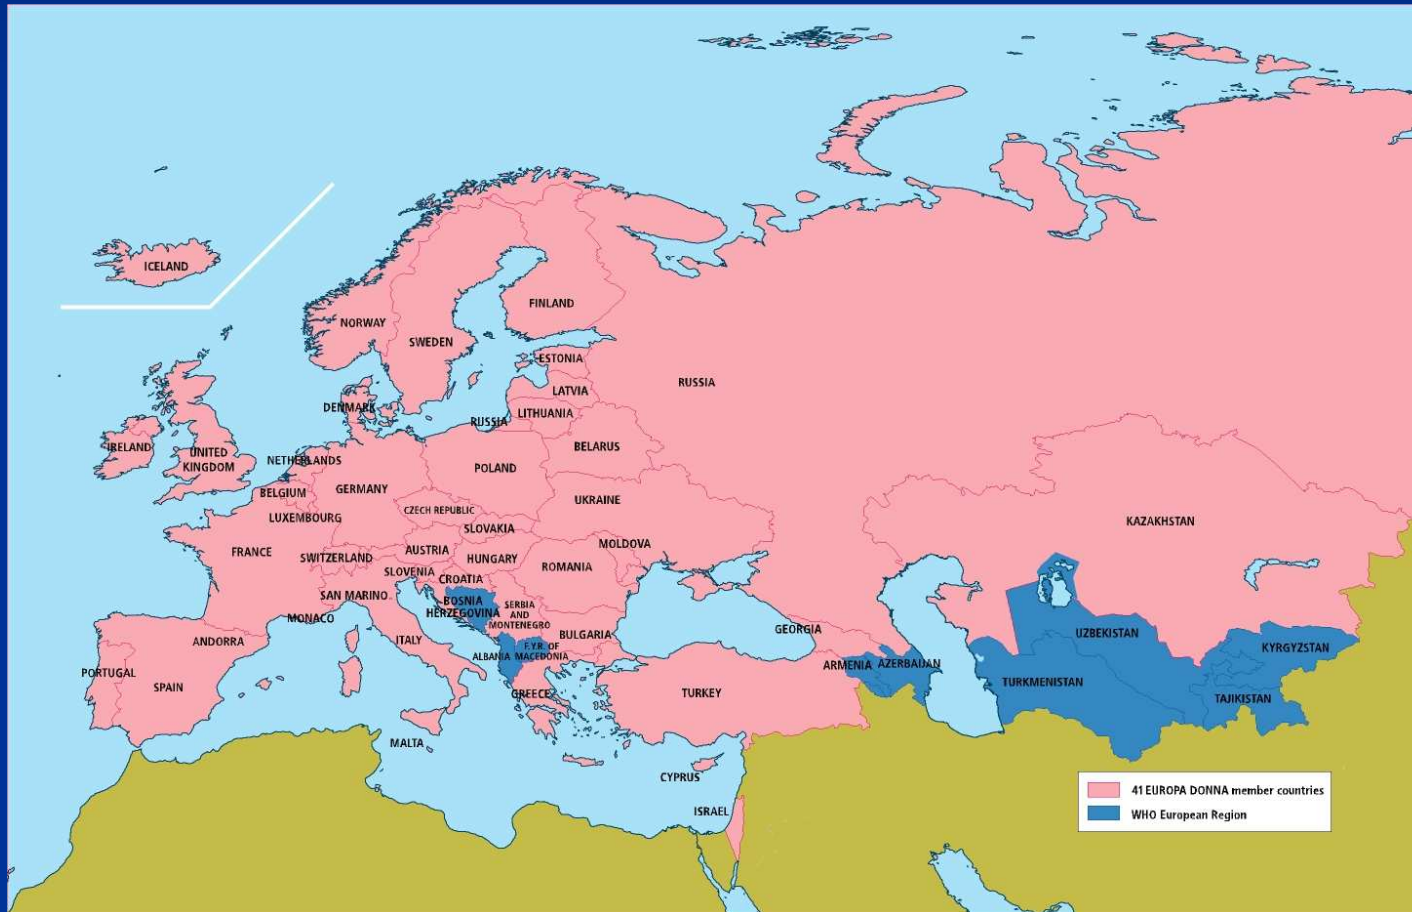 ICELAND
FINLAND
NORWAY
SWEDEN
ESTONIA
RUSSIA
LATVIA
DENMARK
LITHUANIA
RUSSIA
IRELAND
UNITED
KINGDOM
BELARUS
NETHERLANDS
POLAND
GERMANY
BELGIUM
UKRAINE
CZECH REPUBLIC
LUXEMBOURG
KAZAKHSTAN
SLOVAKIA
MOLDOVA
FRANCE
AUSTRIA
SWITZERLAND
HUNGARY
ROMANIA
SLOVENIA
CROATIA
SAN MARINO
BOSNIA
HERZEGOVINA
SERBIA
AND
MONTENEGRO
MONACO
GEORGIA
UZBEKISTAN
BULGARIA
ANDORRA
ITALY
KYRGYZSTAN
F.Y.R. OF
MACEDONIA
ALBANIA
ARMENIA
AZERBAIJAN
PORTUGAL
TURKMENISTAN
SPAIN
GREECE
TURKEY
TAJIKISTAN
MALTA
CYPRUS
ISRAEL
41 EUROPA DONNA member countries
WHO European Region